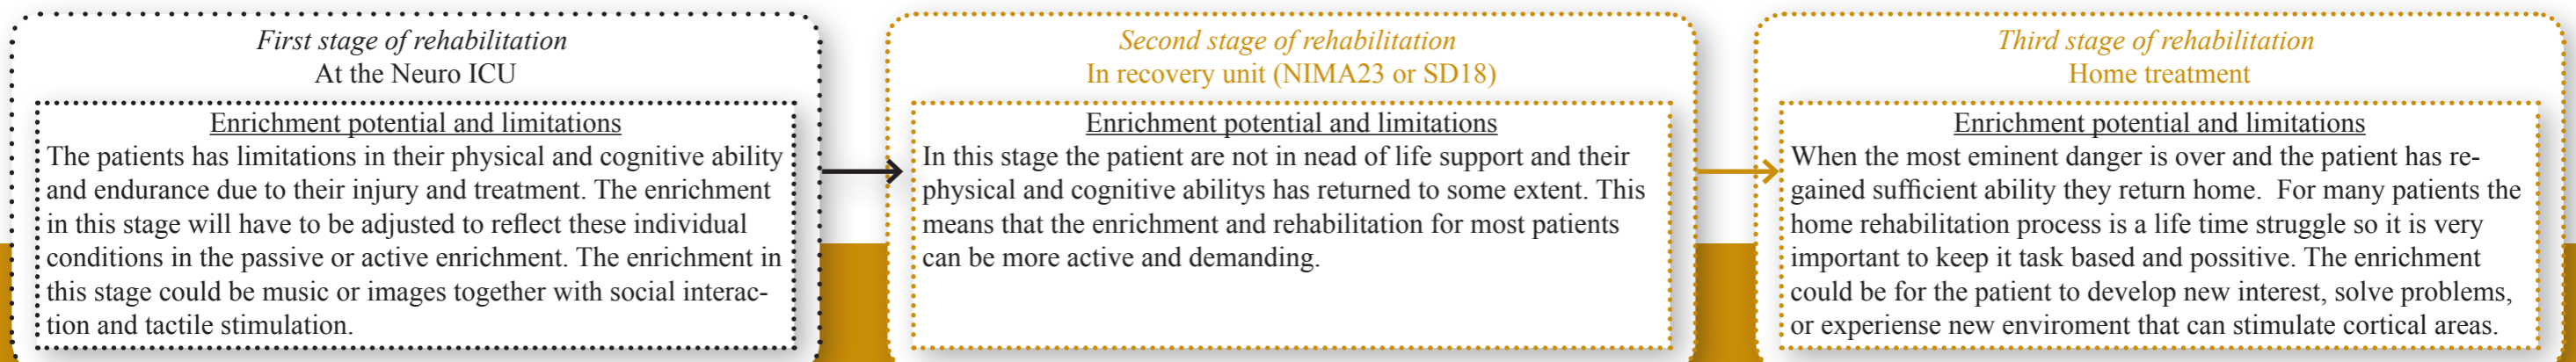 First stage of rehabilitation
At the Neuro ICU
Enrichment potential and limitations
The patients has limitations in their physical and cognitive ability
and endurance due to their injury and treatment. The enrichment
in this stage will have to be adjusted to reflect these individual
conditions in the passive or active enrichment. The enrichment in
this stage could be music or images together with social interac-
tion and tactile stimulation.
Second stage of rehabilitation
In recovery unit (NIMA23 or SD18)
Enrichment potential and limitations
In this stage the patient are not in nead of life support and their
physical and cognitive abilitys has returned to some extent. This
means that the enrichment and rehabilitation for most patients
can be more active and demanding.
Third stage of rehabilitation
Home treatment
Enrichment potential and limitations
When the most eminent danger is over and the patient has re-
gained sufficient ability they return home.  For many patients the
home rehabilitation process is a life time struggle so it is very
important to keep it task based and possitive. The enrichment
could be for the patient to develop new interest, solve problems,
or experiense new enviroment that can stimulate cortical areas.